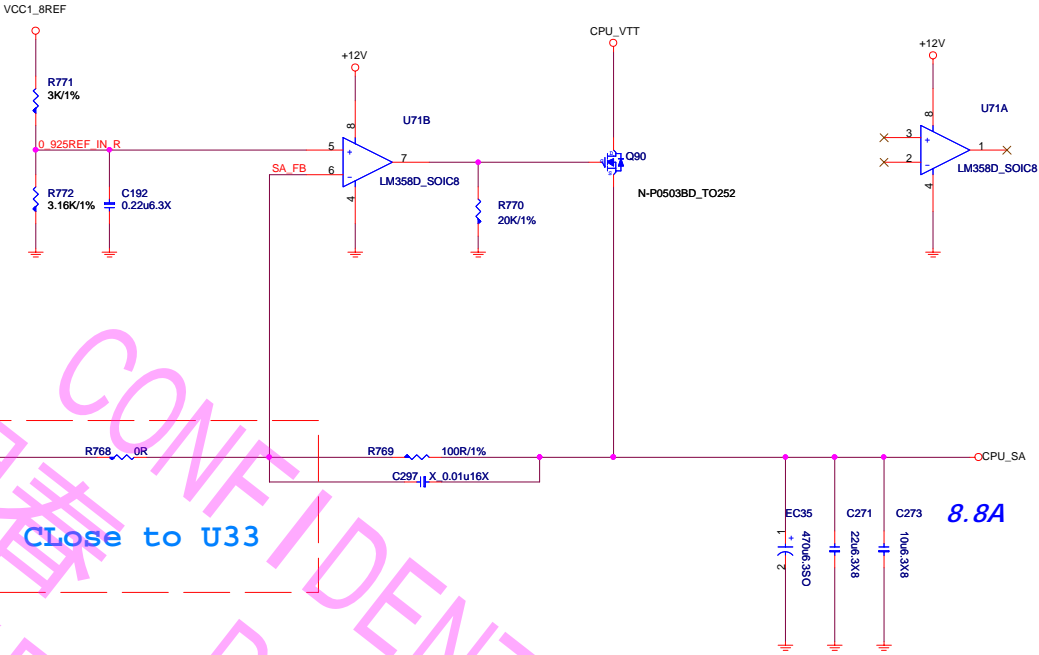 VCC1_8REF
R771
3K/1%
0_925REF_IN_R
R772
3.16K/1%
C192
0.22u6.3X
+12V
8
U71B
5
+
7
SA_FB
6
-
LM358D_SOIC8
4
R770
20K/1%
CPU_VTT
Q90
N-P0503BD_TO252
+12V
8
U71A
3
+
1
2
-
LM358D_SOIC8
4
R768
0R
R769
100R/1%
C297
X_0.01u16X
CPU_SA
8.8A
EC35
1
+
2
470u6.3SO
C271
22u6.3X8
C273
10u6.3X8
CLose to U33
CONFIDENT
春